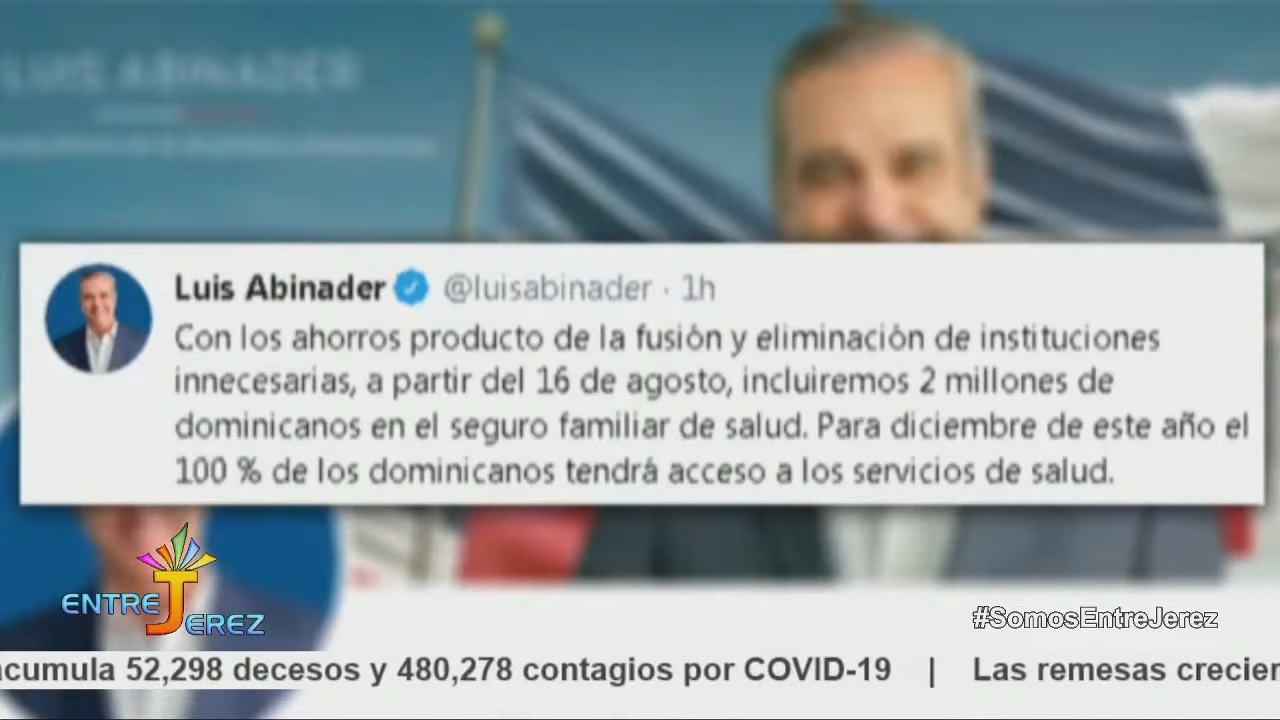 LUIS ABINADER
Luis Abinader @luisabinader · 1h
Con los ahorros producto de la fusión y eliminación de instituciones
innecesarias, a partir del 16 de agosto, incluiremos 2 millones de
dominicanos en el seguro familiar de salud. Para diciembre de este año el
100 % de los dominicanos tendrá acceso a los servicios de salud.
ENTRE JEREZ
#SomosEntreJerez
acumula 52,298 decesos y 480,278 contagios por COVID-19 | Las remesas crecier